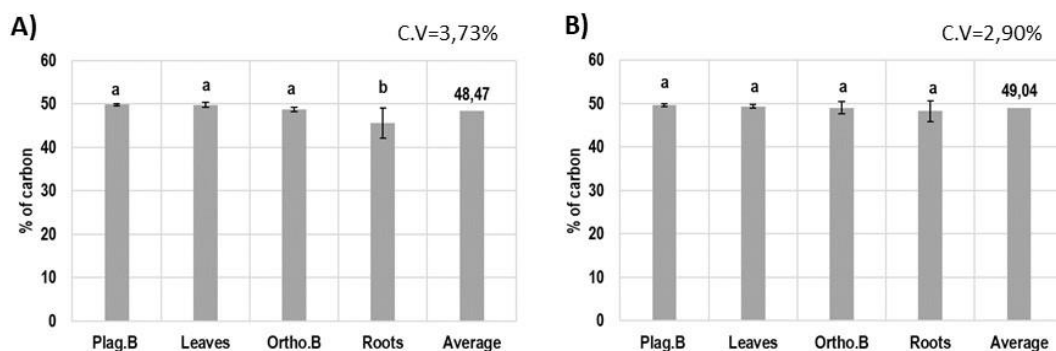 A)
C.V=3,73%
% of carbon
60
50
40
30
20
10
0
a
a
a
b
48,47
Plag.B Leaves Ortho.B Roots Average
B)
C.V=2,90%
% of carbon
60
50
40
30
20
10
0
a
a
a
a
49,04
Plag.B Leaves Ortho.B Roots Average